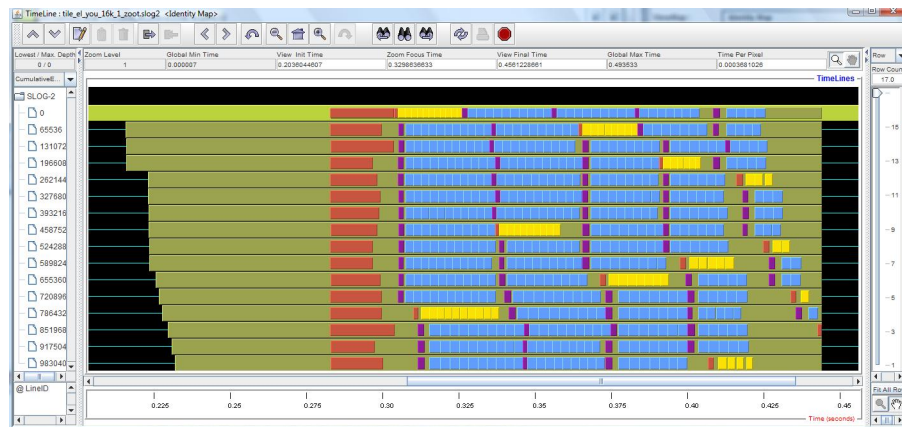 TimeLine : tile_el_you_16k_1_zoot.slog2 <Identity Map>
Lowest / Max. Depth
0 / 0
Zoom Level
1
Global Min Time
0.000007
View Init Time
0.2036044607
Zoom Focus Time
0.3298636633
View Final Time
0.4561228661
Global Max Time
0.493533
Time Per Pixel
0.0003681026
Row
Row Count
17.0
CumulativeE...
TimeLines
SLOG-2
0
65536
131072
196608
262144
327680
393216
458752
524288
589824
655360
720896
786432
851968
917504
983040
15
13
11
9
7
5
3
1
@ LineID
0.225
0.25
0.275
0.30
0.325
0.35
0.375
0.40
0.425
0.45
Time (seconds)
Fit All Ro